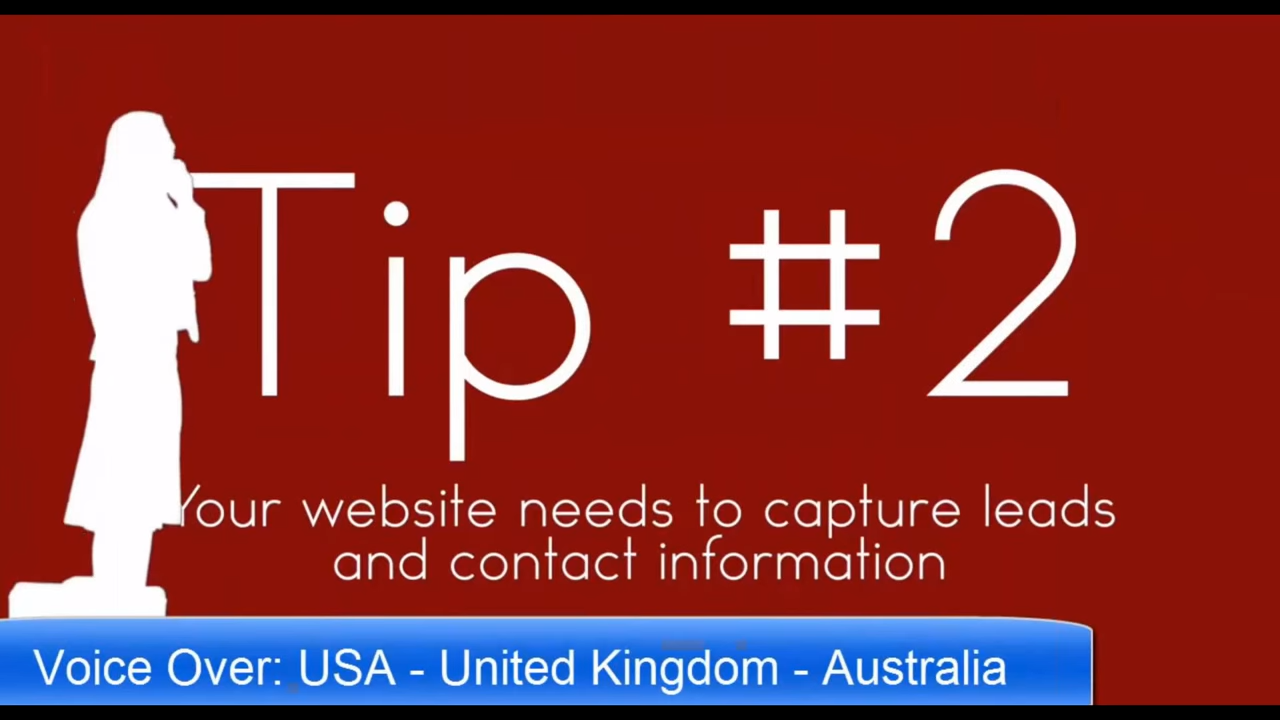 Tip #2
Your website needs to capture leads
and contact information
Voice Over: USA - United Kingdom - Australia